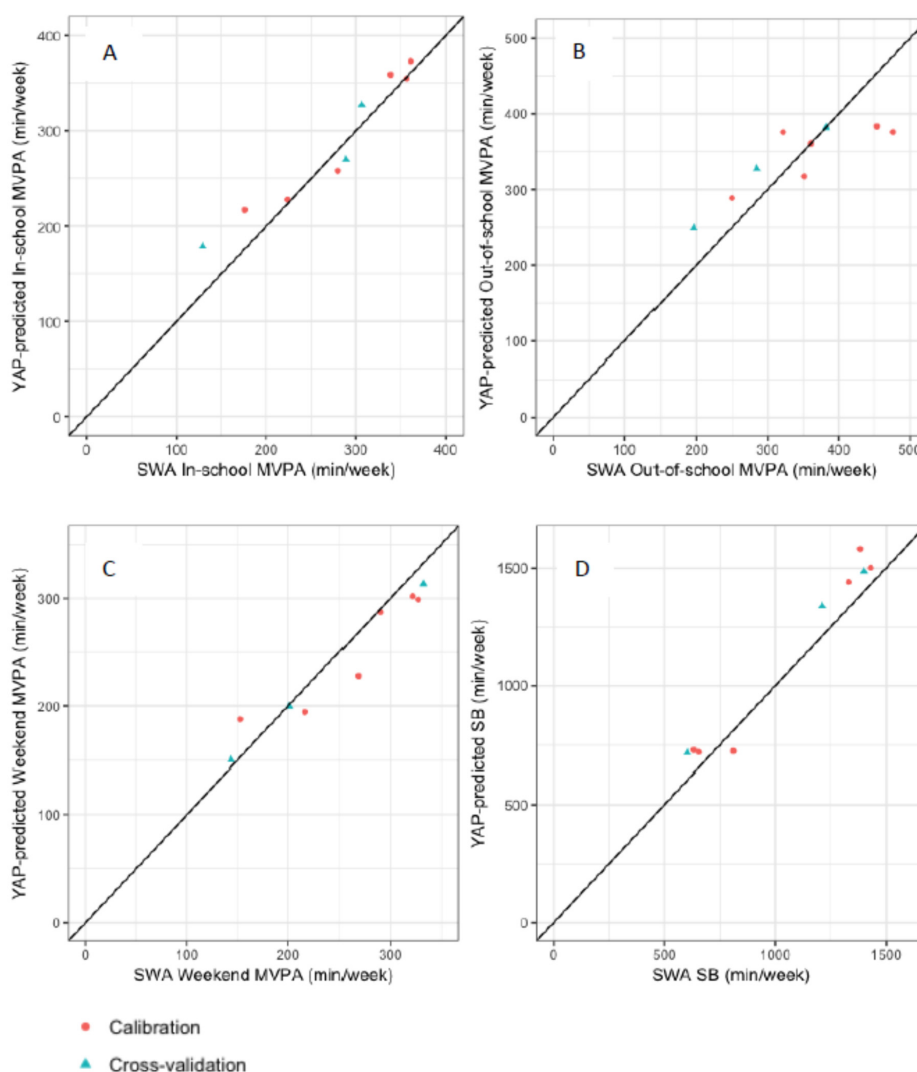 A
YAP-predicted In-school MVPA (min/week)
400
300
200
100
0
0 100 200 300 400
SWA In-school MVPA (min/week)
B
YAP-predicted Out-of-school MVPA (min/week)
500
400
300
200
100
0
0 100 200 300 400 500
SWA Out-of-school MVPA (min/week)
C
YAP-predicted Weekend MVPA (min/week)
300
200
100
0
0 100 200 300
SWA Weekend MVPA (min/week)
D
YAP-predicted SB (min/week)
1500
1000
500
0
0 500 1000 1500
SWA SB (min/week)
Calibration
Cross-validation